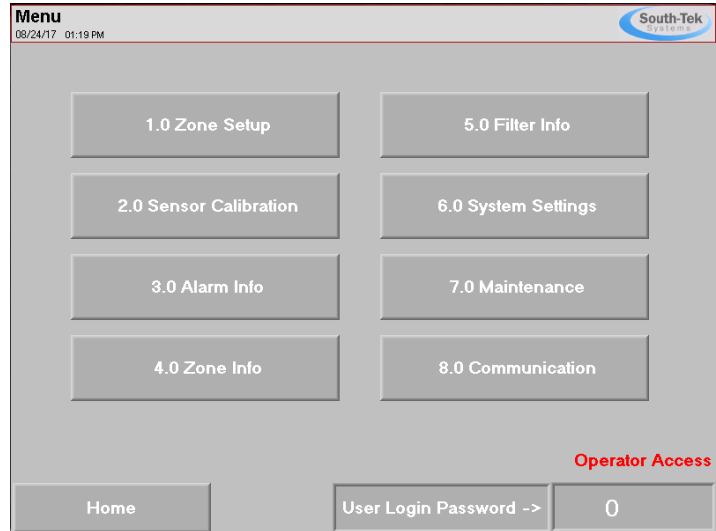 Menu
08/24/17 01:19 PM
South-Tek
Systems
1.0 Zone Setup
2.0 Sensor Calibration
3.0 Alarm Info
4.0 Zone Info
5.0 Filter Info
6.0 System Settings
7.0 Maintenance
8.0 Communication
Operator Access
Home
User Login Password ->
0